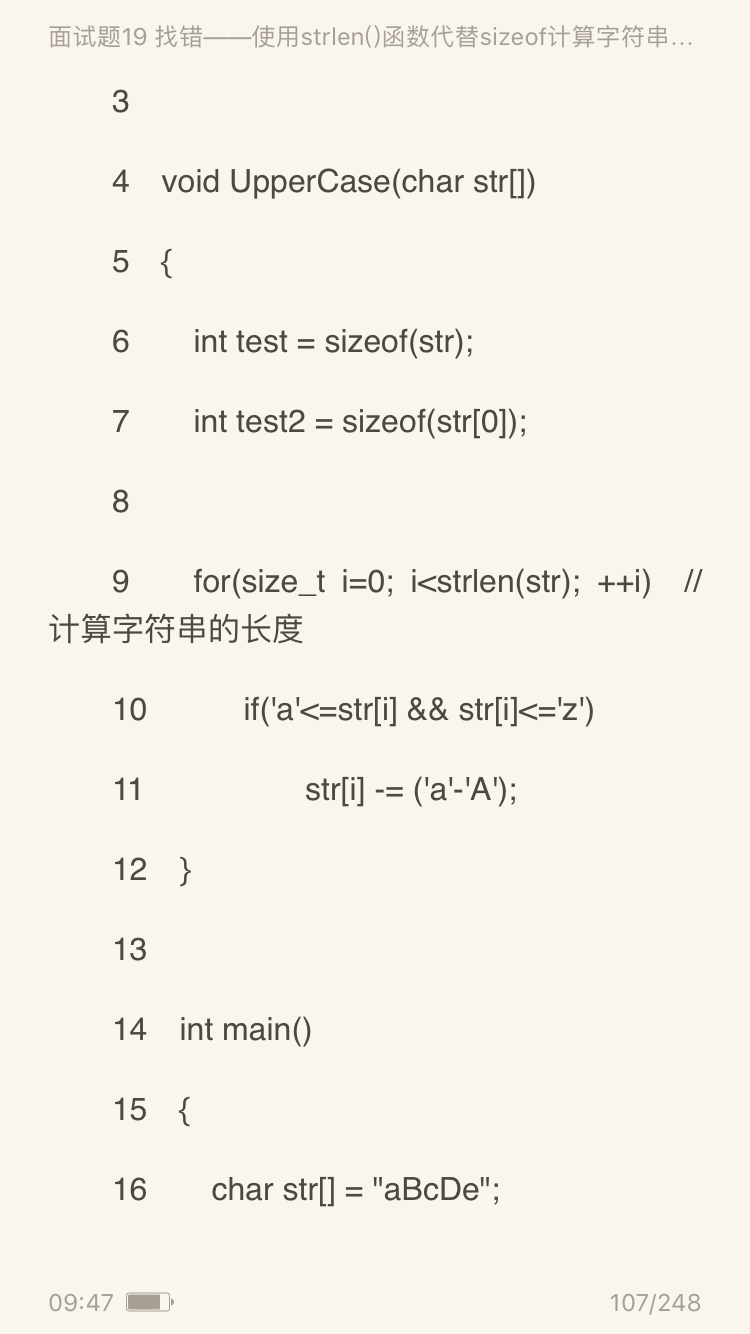 面试题19 找错——使用strlen()函数代替sizeof计算字符串…
3
4 void UpperCase(char str[])
5 {
6 int test = sizeof(str);
7 int test2 = sizeof(str[0]);
8
9 for(size_t i=0; i<strlen(str); ++i) //
计算字符串的长度
10 if('a'<=str[i] && str[i]<='z')
11 str[i] -= ('a'-'A');
12 }
13
14 int main()
15 {
16 char str[] = "aBcDe";
09:47 107/248